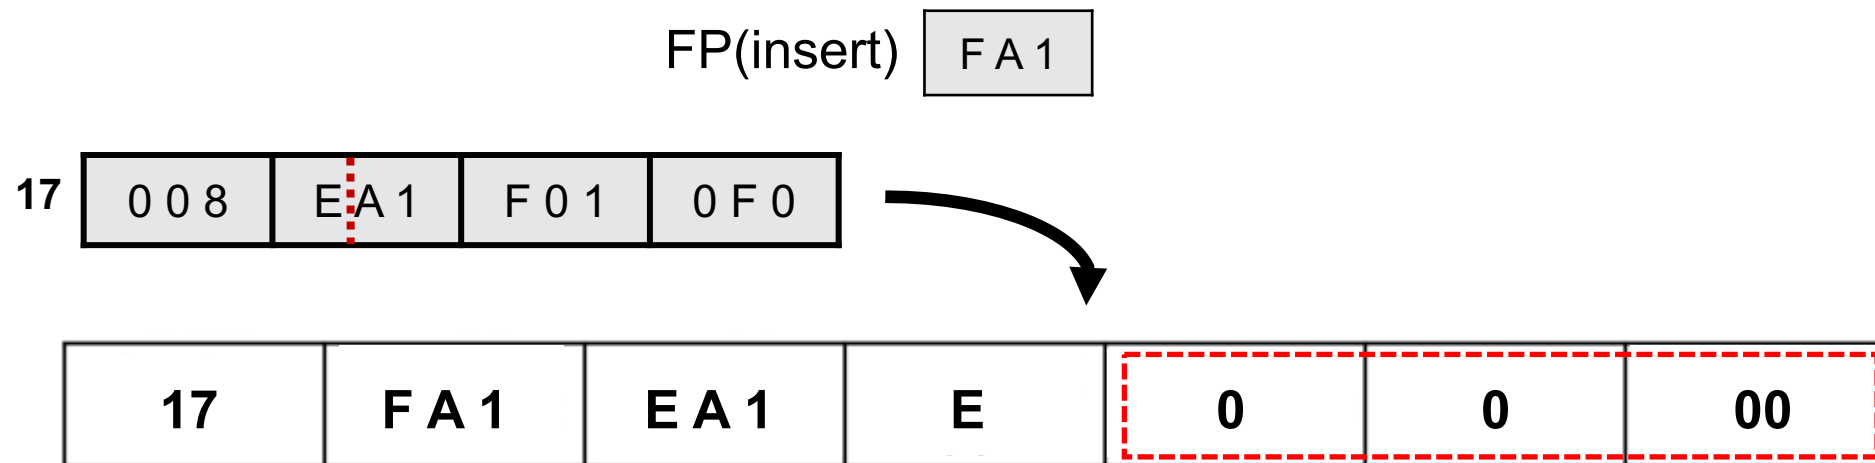 FP(insert) F A 1
17 0 0 8 E A 1 F 0 1 0 F 0
17 F A 1 E A 1 E 0 0 00